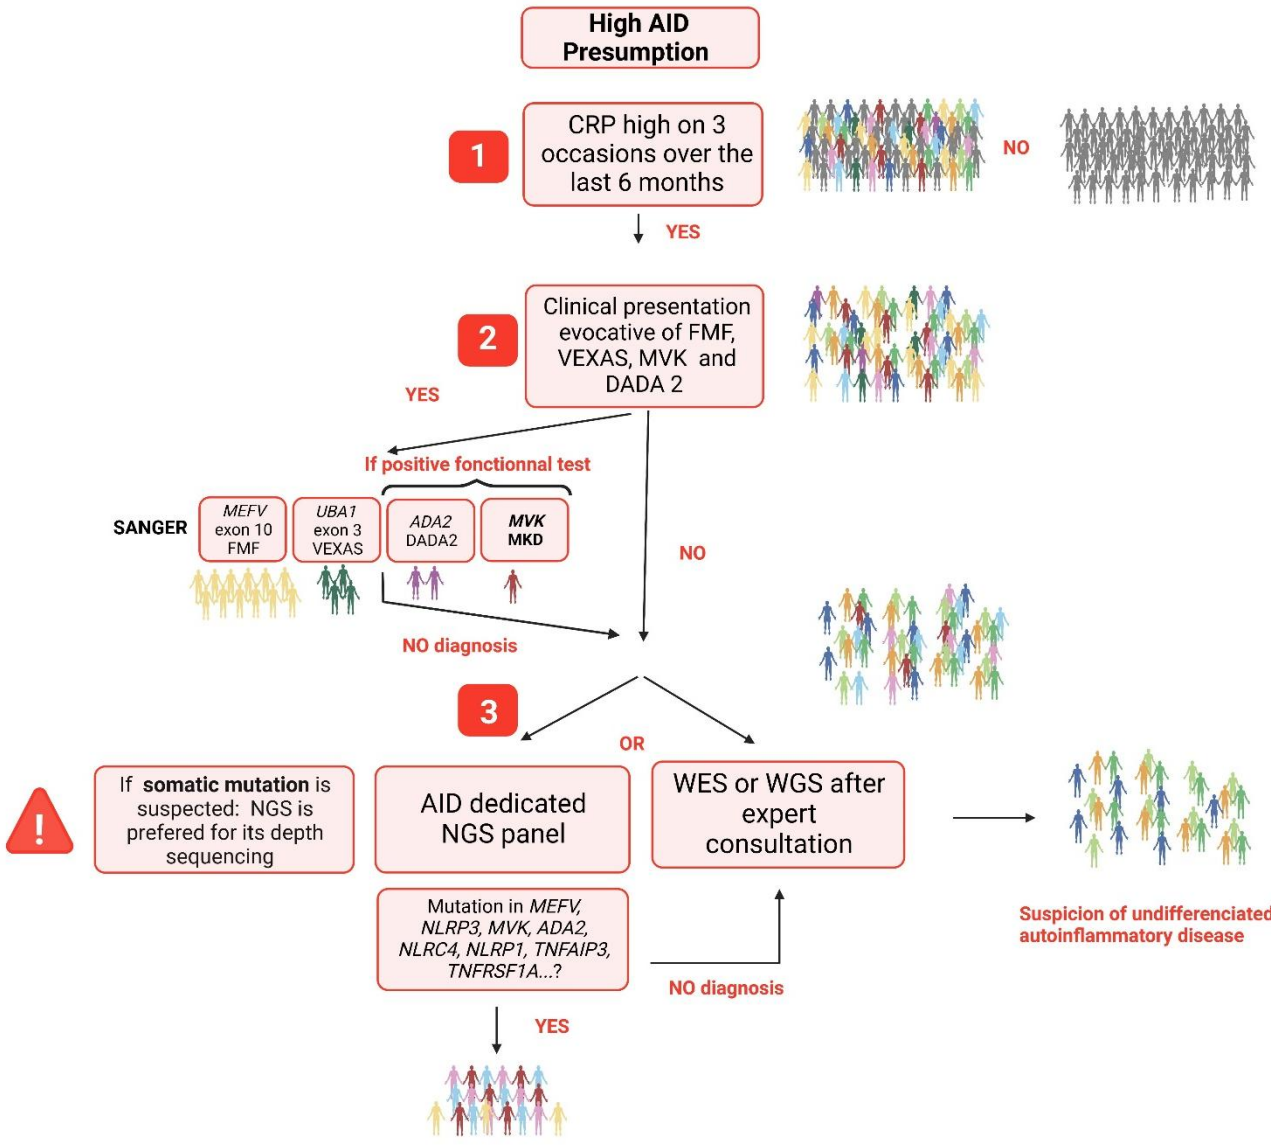 High AID
Presumption
1
CRP high on 3
occasions over the
last 6 months
NO
YES
2
Clinical presentation
evocative of FMF,
VEXAS, MVK and
DADA 2
YES
If positive fonctionnal test
SANGER
MEFV
exon 10
FMF
UBA1
exon 3
VEXAS
ADA2
DADA2
MVK
MKD
NO
NO diagnosis
3
OR
If somatic mutation is
suspected: NGS is
prefered for its depth
sequencing
!
AID dedicated
NGS panel
WES or WGS after
expert
consultation
Mutation in MEFV,
NLRP3, MVK, ADA2,
NLRC4, NLRP1, TNFAIP3,
TNFRSF1A...?
NO diagnosis
Suspicion of undifferenciated
autoinflammatory disease
YES